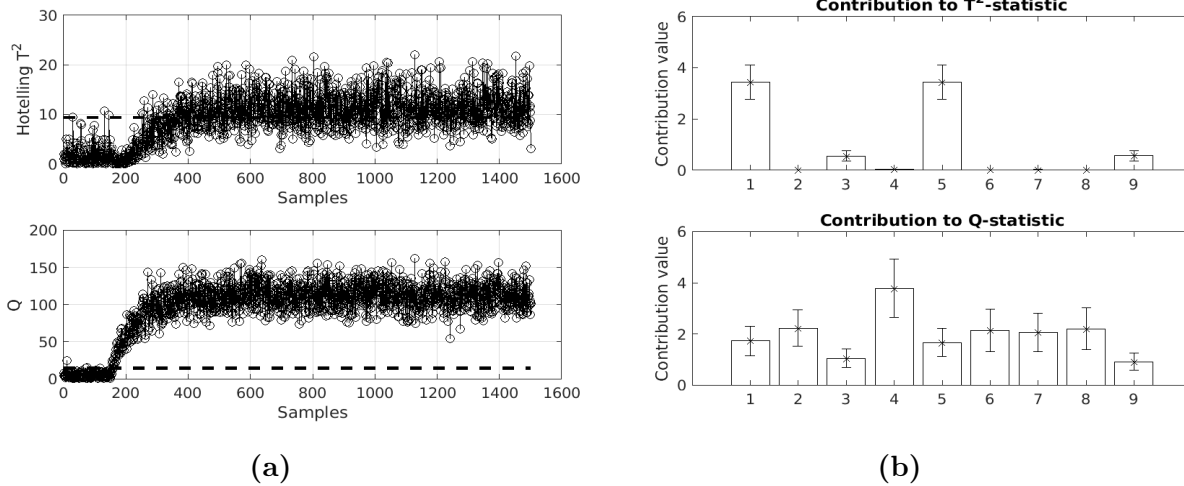 Hotelling T²
30
20
10
0
0 200 400 600 800 1000 1200 1400 1600
Samples
Q
200
150
100
50
0
0 200 400 600 800 1000 1200 1400 1600
Samples
(a)
Contribution to T²-statistic
Contribution value
6
4
2
0
1 2 3 4 5 6 7 8 9
Contribution to Q-statistic
Contribution value
6
4
2
0
1 2 3 4 5 6 7 8 9
(b)